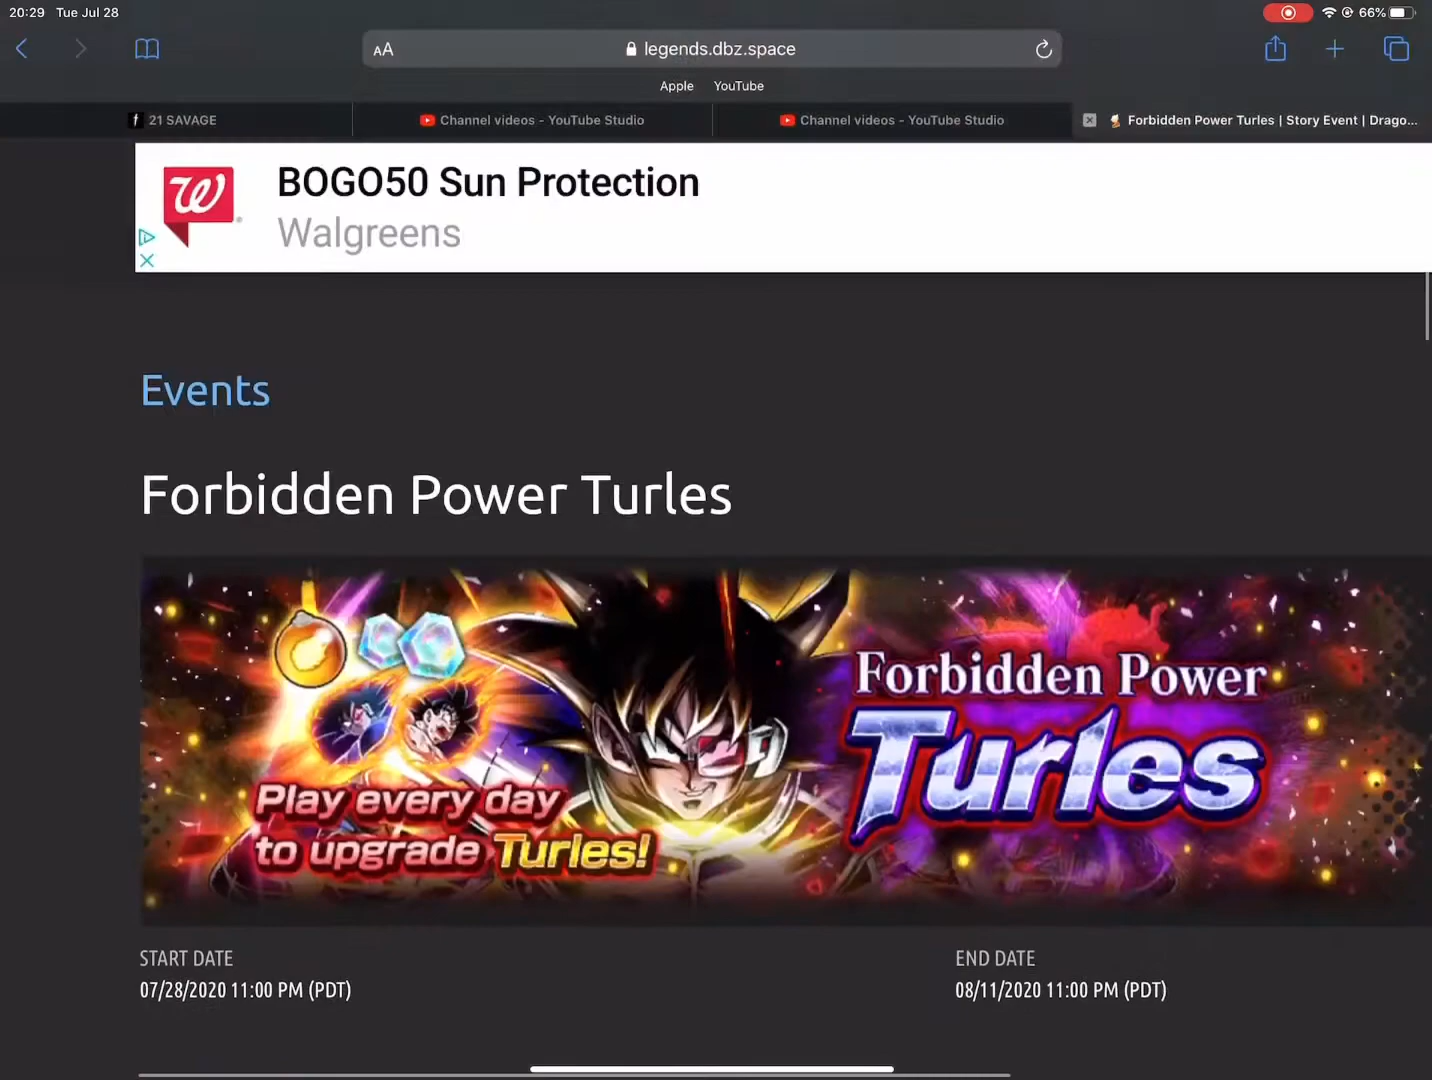 20:29 Tue Jul 28
66%
AA
legends.dbz.space
Apple YouTube
21 SAVAGE
Channel videos - YouTube Studio
Channel videos - YouTube Studio
Forbidden Power Turles | Story Event | Drago...
W
BOGO50 Sun Protection
Walgreens
Events
Forbidden Power Turles
Forbidden Power
Turles
Play every day
to upgrade Turles!
START DATE
07/28/2020 11:00 PM (PDT)
END DATE
08/11/2020 11:00 PM (PDT)